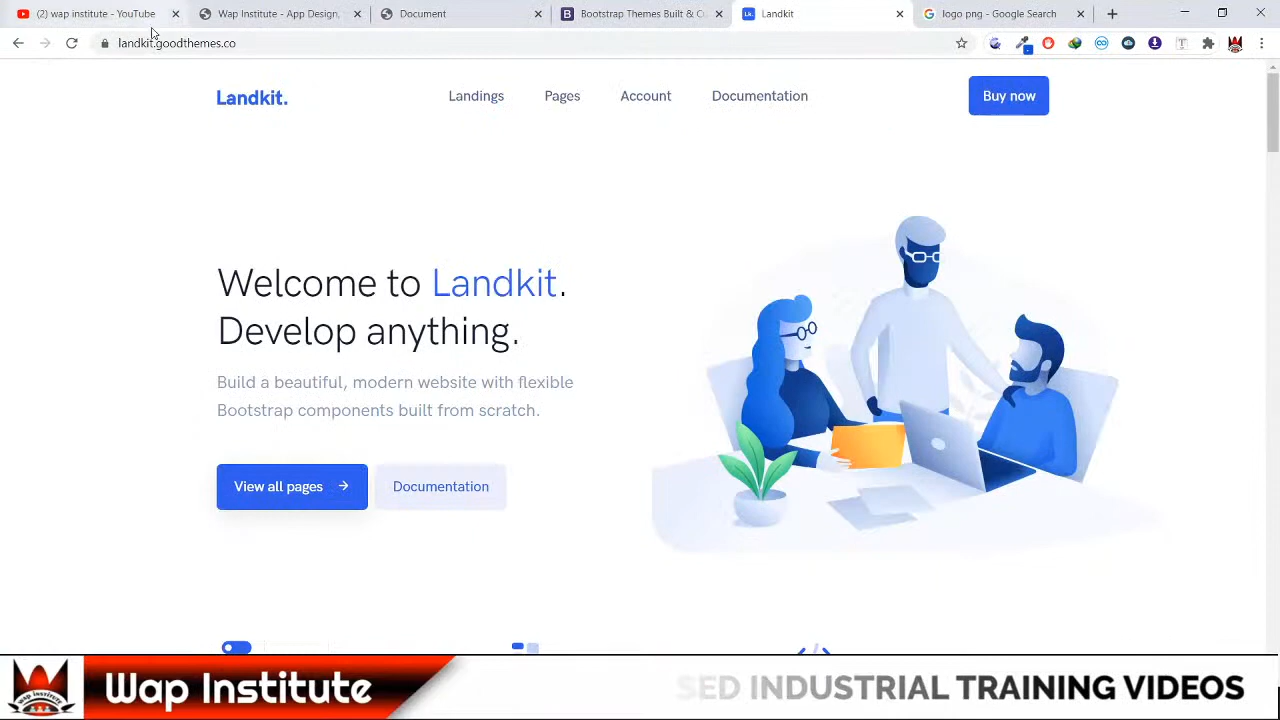 (2) wap institute - YouTube
Wap Institute - App Design,
Document
Bootstrap Themes Built & C
Landkit
logo png - Google Search
landkit.goodthemes.co
Landkit.
Landings
Pages
Account
Documentation
Buy now
Welcome to Landkit.
Develop anything.
Build a beautiful, modern website with flexible
Bootstrap components built from scratch.
View all pages
Documentation
Wap Institute
SED INDUSTRIAL TRAINING VIDEOS